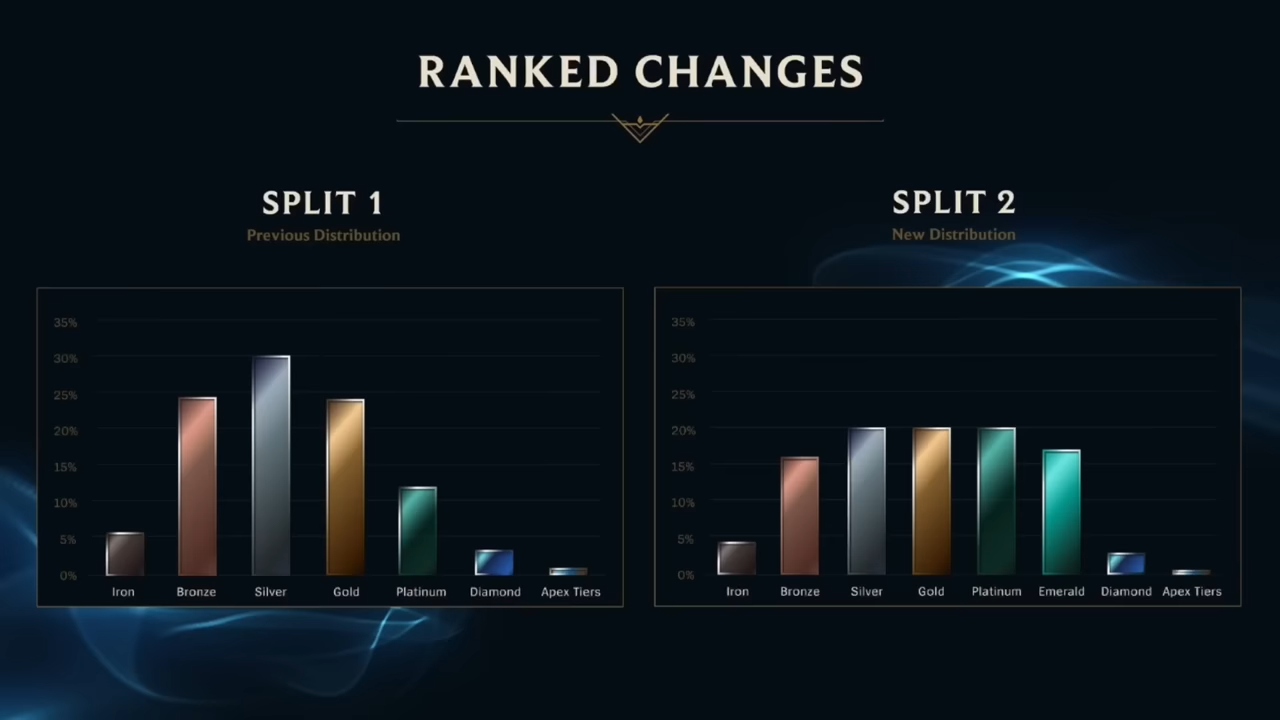 RANKED CHANGES
SPLIT 1
Previous Distribution
35%
30%
25%
20%
15%
10%
5%
0%
Iron Bronze Silver Gold Platinum Diamond Apex Tiers
SPLIT 2
New Distribution
35%
30%
25%
20%
15%
10%
5%
0%
Iron Bronze Silver Gold Platinum Emerald Diamond Apex Tiers